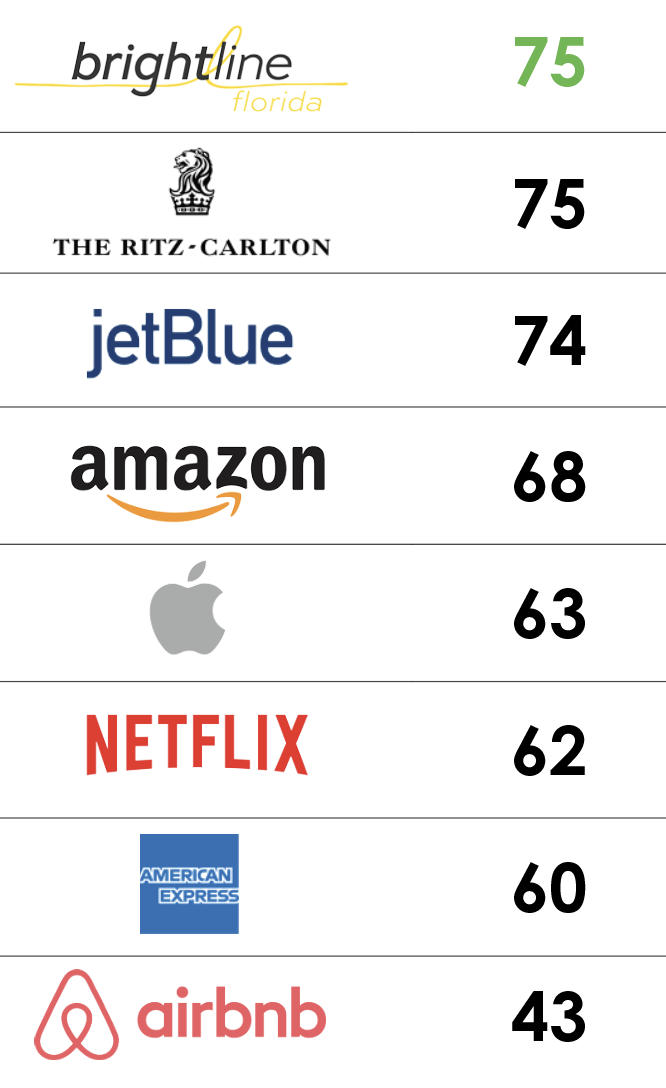 brightline
florida
75
THE RITZ-CARLTON
75
jetBlue
74
amazon
68
63
NETFLIX
62
AMERICAN
EXPRESS
60
airbnb
43